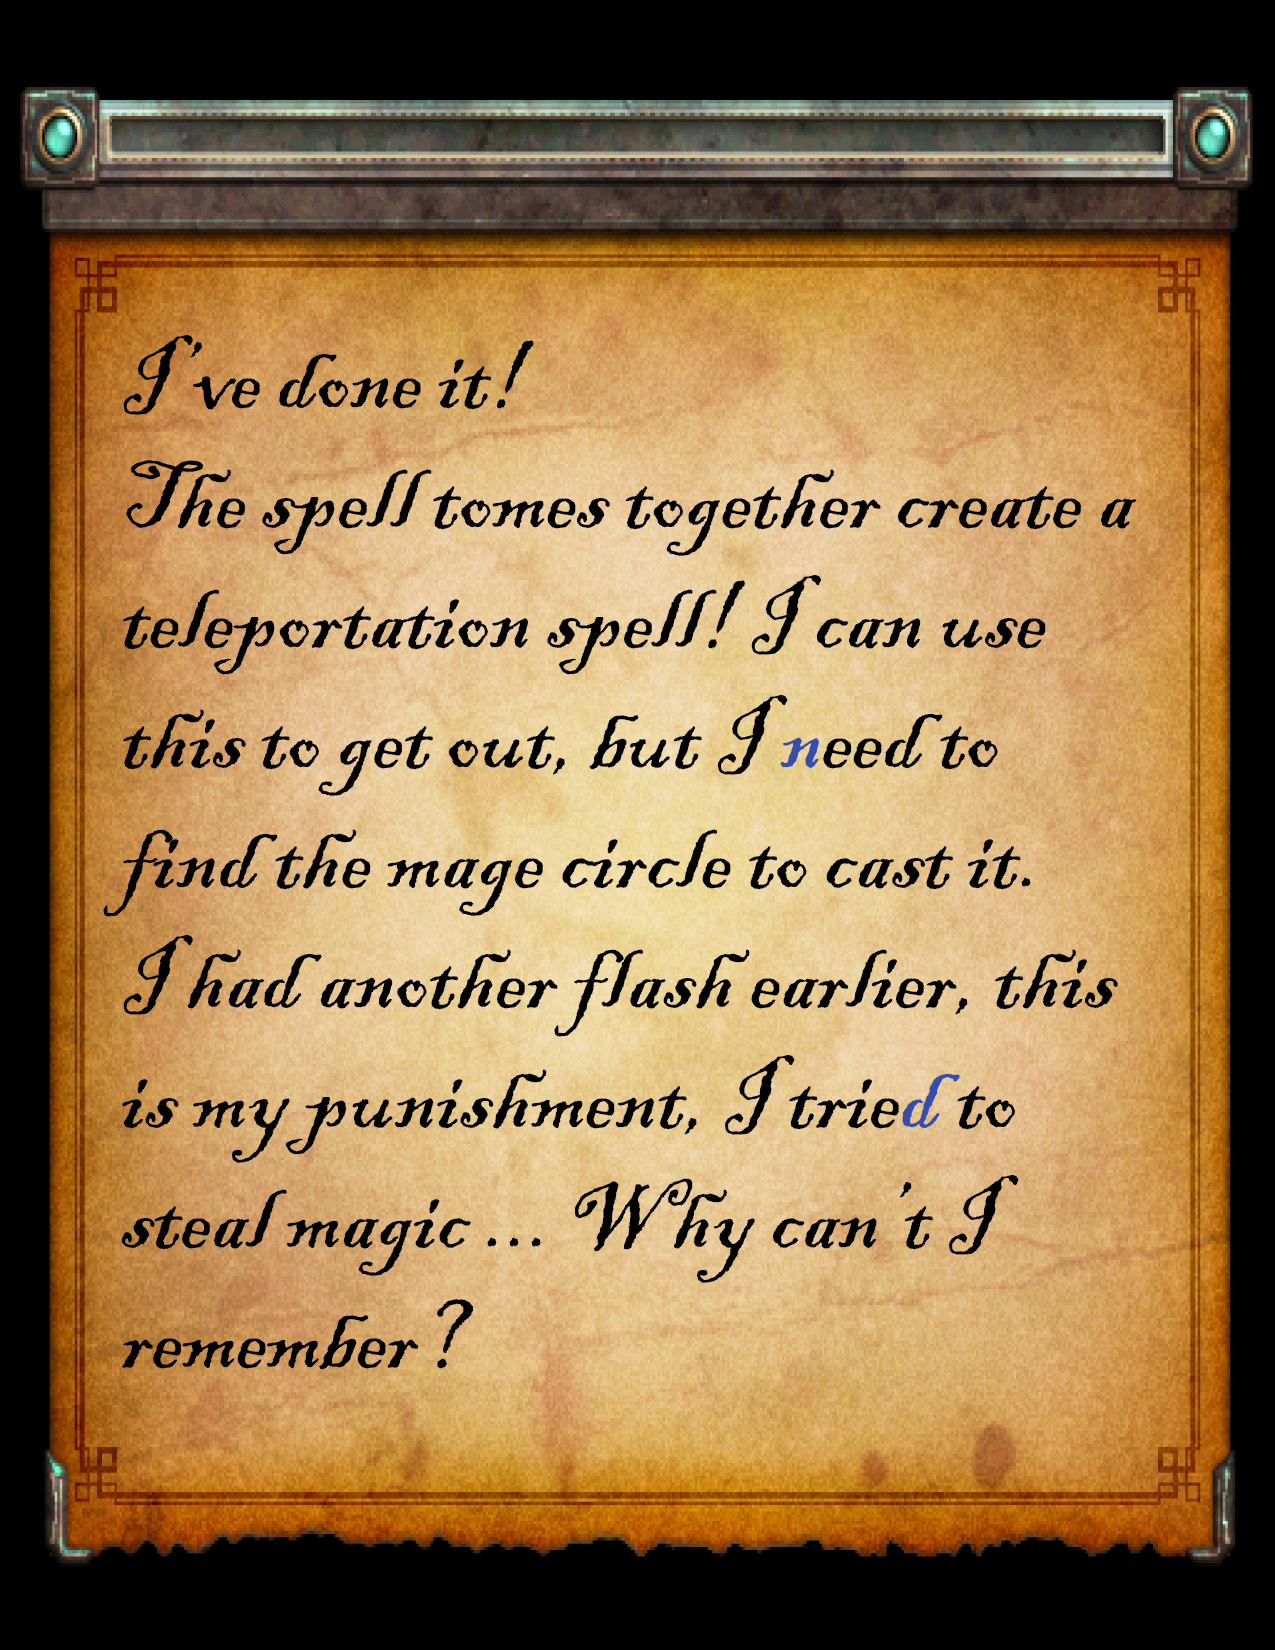 I've done it!
The spell tomes together create a
teleportation spell! I can use
this to get out, but I need to
find the mage circle to cast it.
I had another flash earlier, this
is my punishment, I tried to
steal magic... Why can't I
remember?